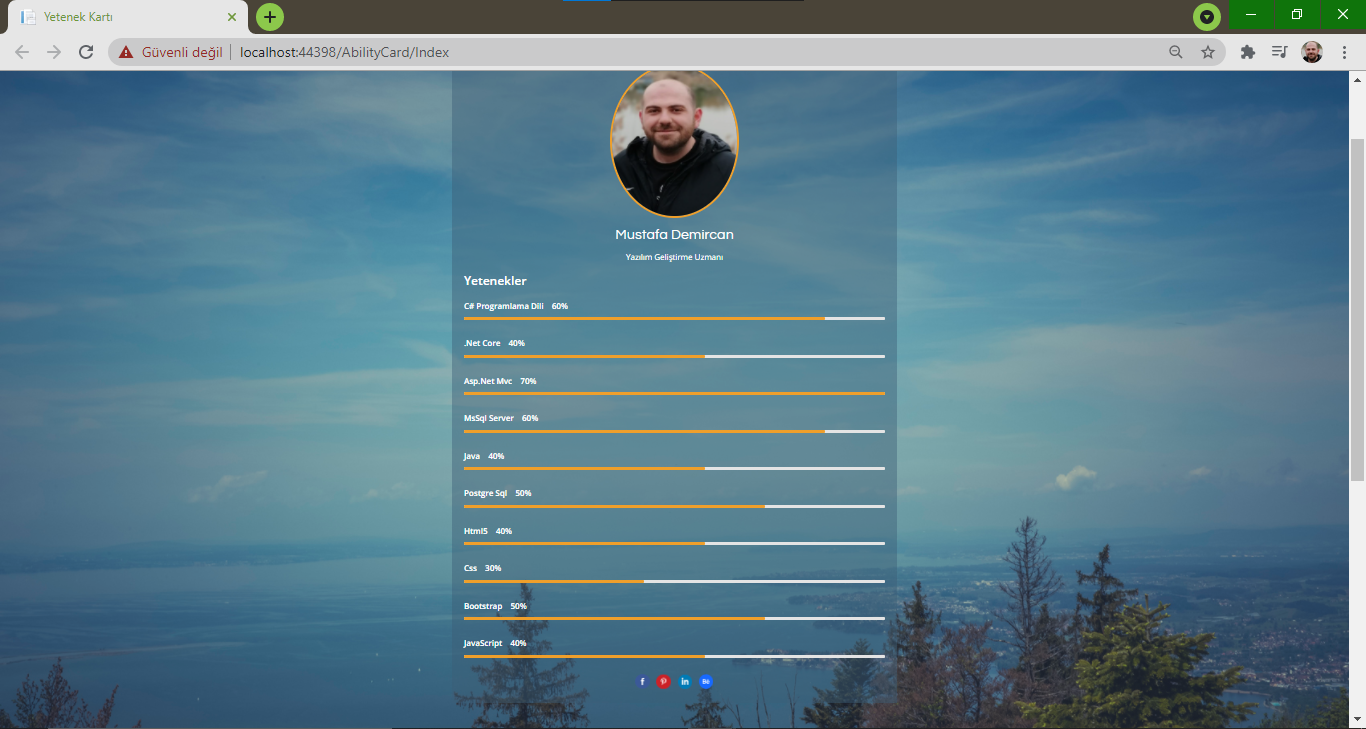 Yetenek Kartı
Güvenli değil
localhost:44398/AbilityCard/Index
Mustafa Demircan
Yazılım Geliştirme Uzmanı
Yetenekler
C# Programlama Dili 60%
.Net Core 40%
Asp.Net Mvc 70%
MsSql Server 60%
Java 40%
Postgre Sql 50%
Html5 40%
Css 30%
Bootstrap 50%
JavaScript 40%